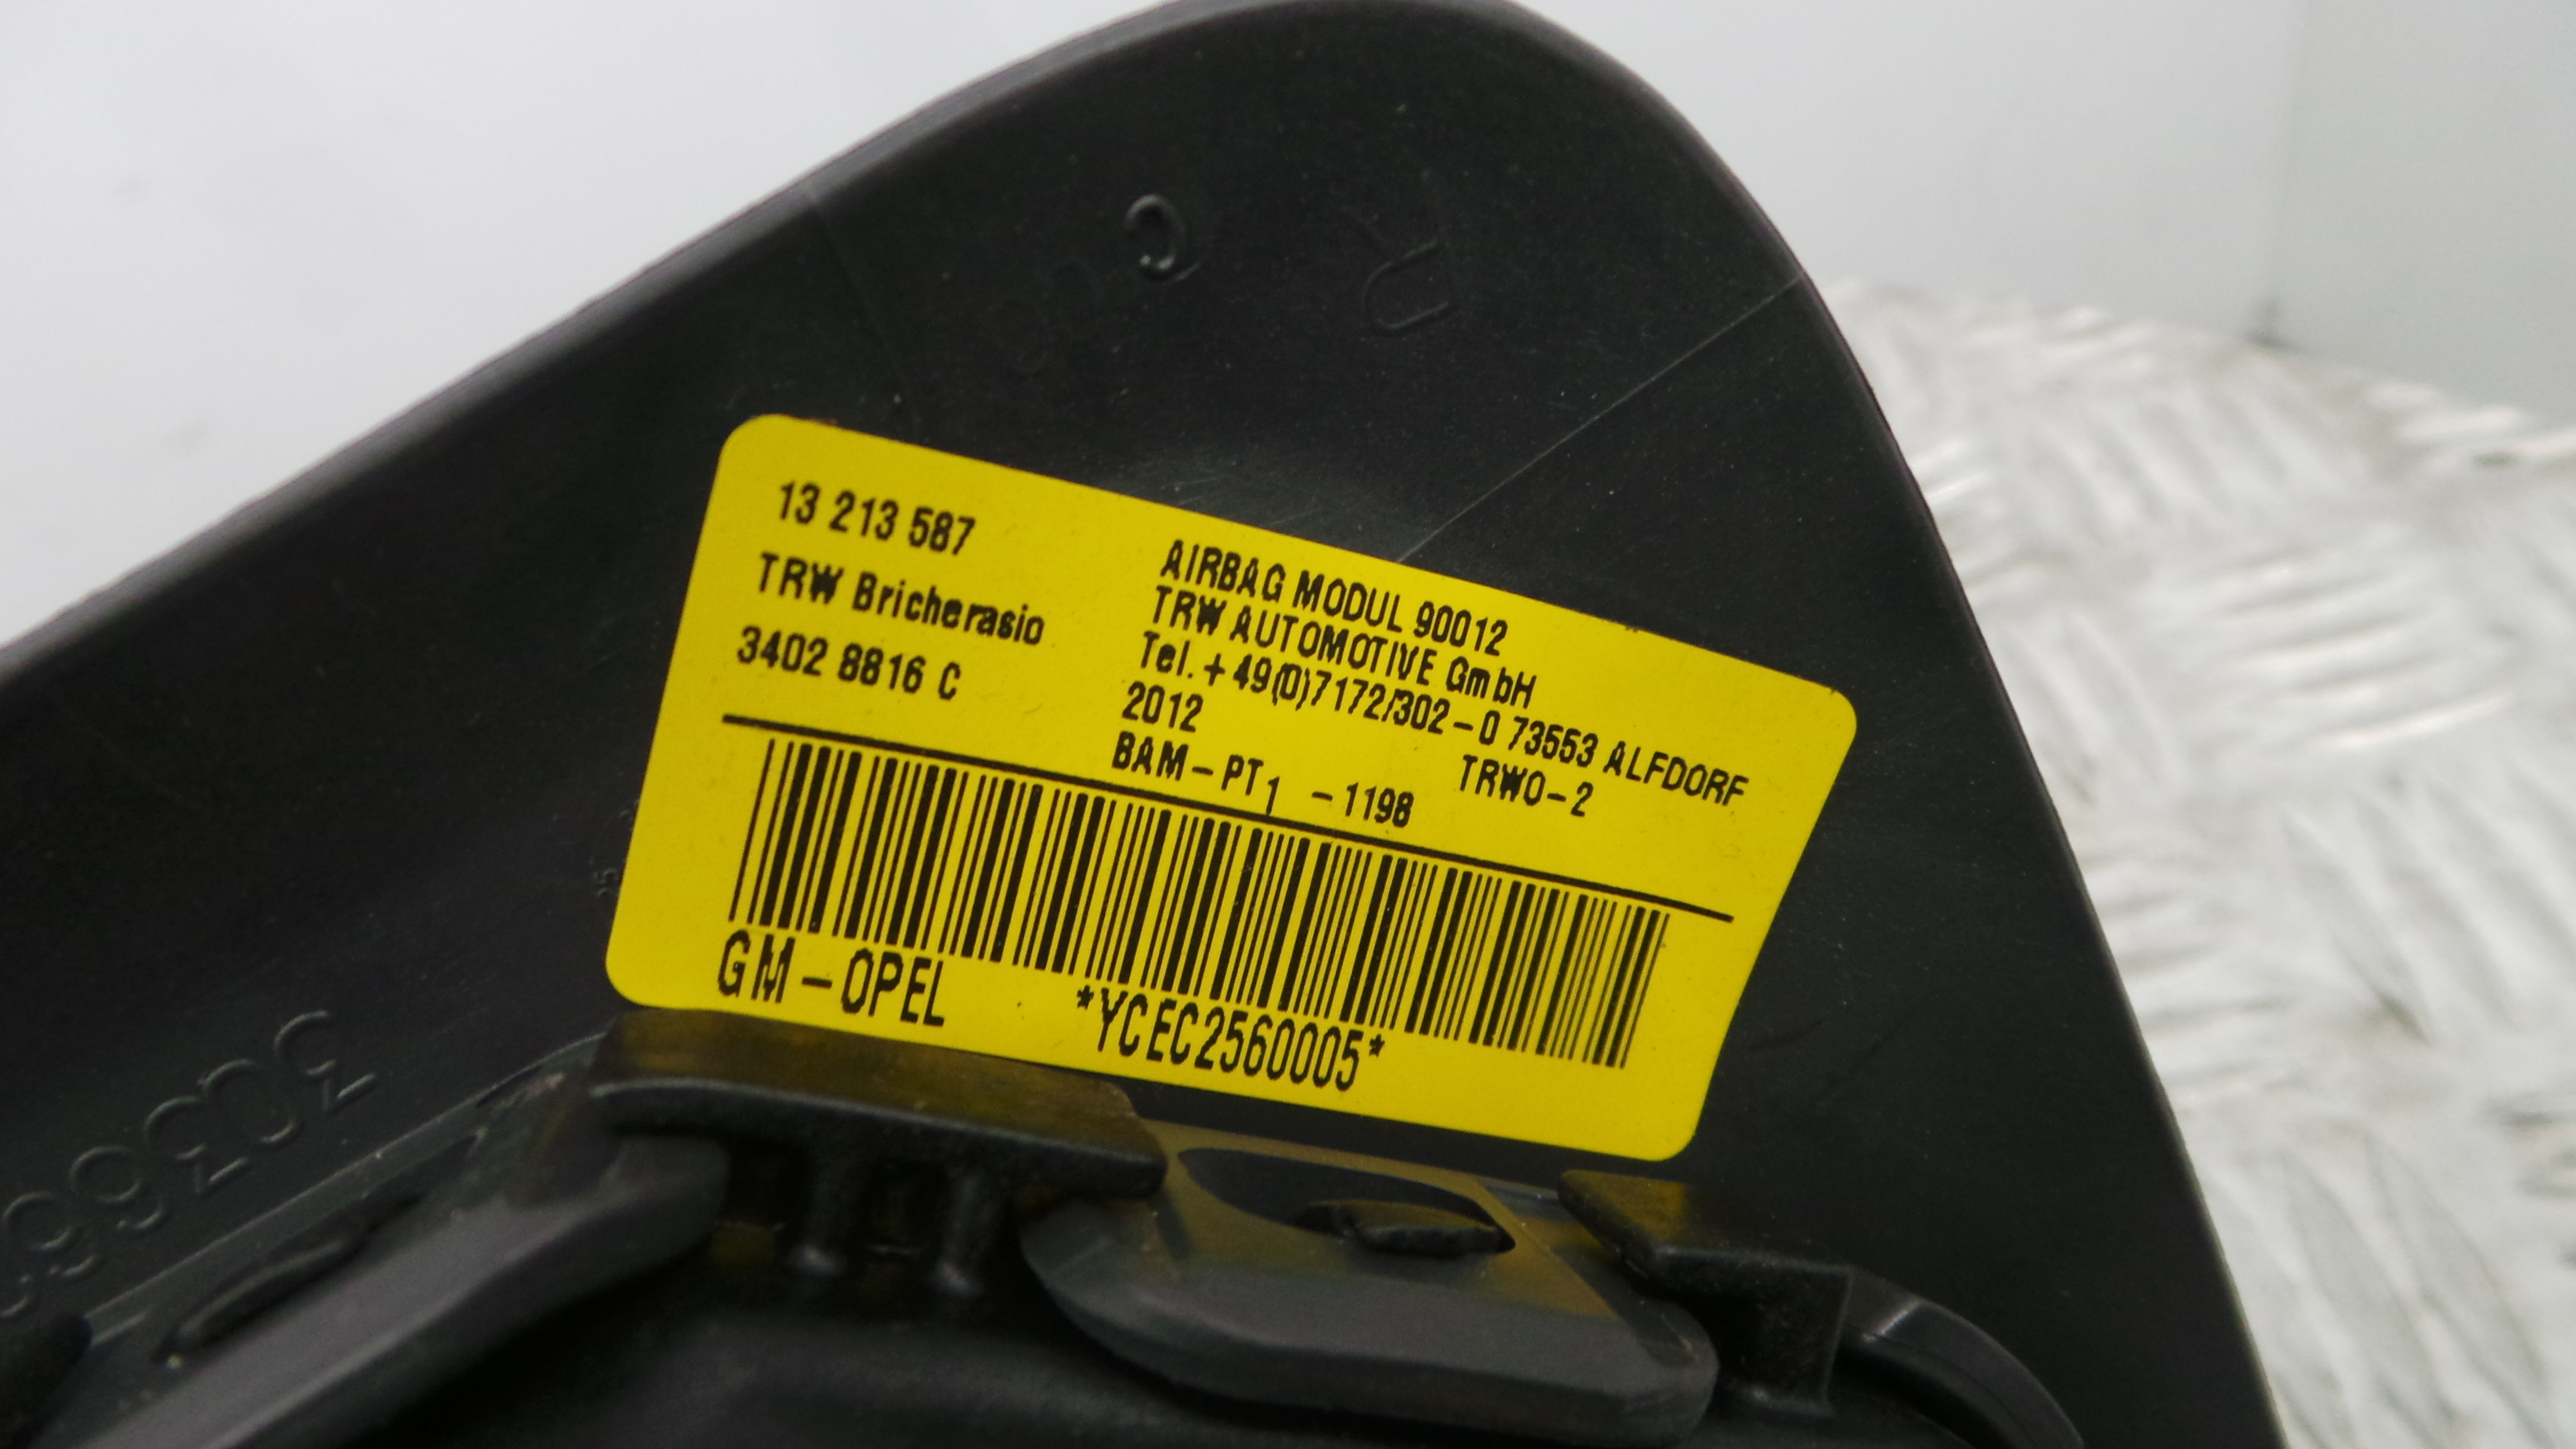 C
R
13 213 587
TRW Bricherasio
3402 8816 C
AIRBAG MODUL 90012
TRW AUTOMOTIVE GmbH
Tel. + 49(0)7172/302-0 73553 ALFDORF
2012 TRWO-2
BAM-PT1 -1198
GM-OPEL *YCEC2560005*